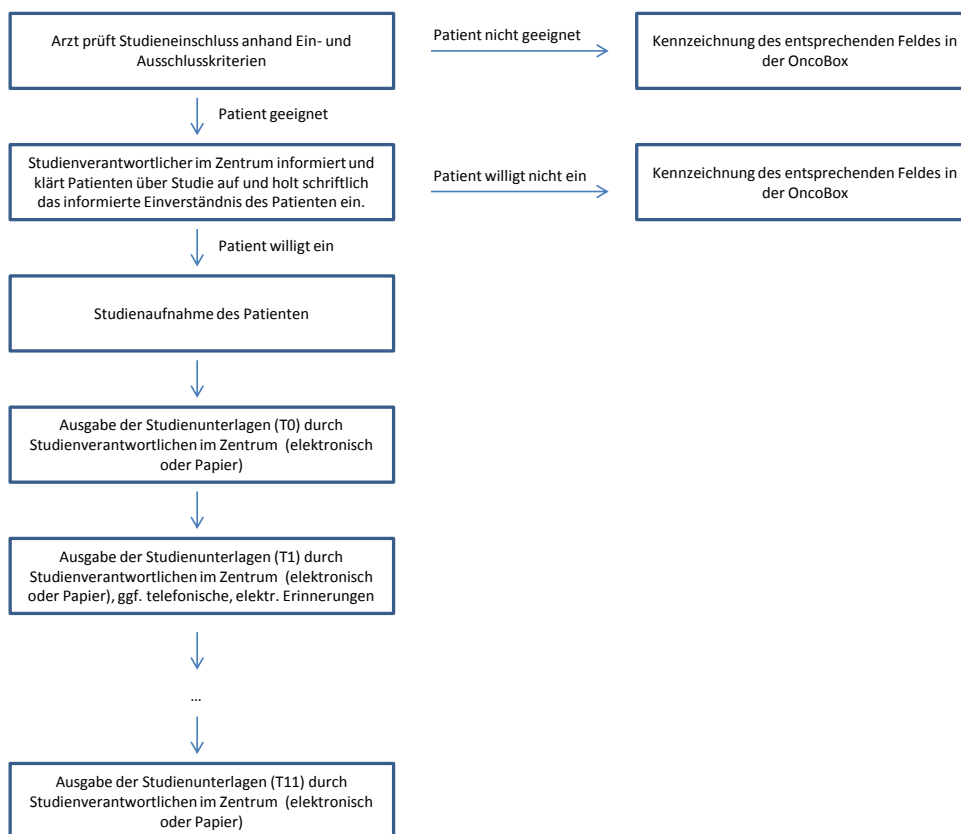 Arzt prüft Studieneinschluss anhand Ein- und
Ausschlusskriterien
Patient nicht geeignet
Kennzeichnung des entsprechenden Feldes in
der OncoBox
Patient geeignet
Studienverantwortlicher im Zentrum informiert und
klärt Patienten über Studie auf und holt schriftlich
das informierte Einverständnis des Patienten ein.
Patient willigt nicht ein
Kennzeichnung des entsprechenden Feldes in
der OncoBox
Patient willigt ein
Studienaufnahme des Patienten
Ausgabe der Studienunterlagen (T0) durch
Studienverantwortlichen im Zentrum (elektronisch
oder Papier)
Ausgabe der Studienunterlagen (T1) durch
Studienverantwortlichen im Zentrum (elektronisch
oder Papier), ggf. telefonische, elektr. Erinnerungen
...
Ausgabe der Studienunterlagen (T11) durch
Studienverantwortlichen im Zentrum (elektronisch
oder Papier)